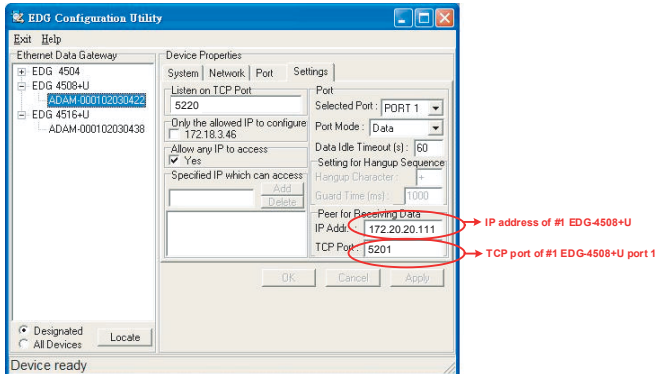 EDG Configuration Utility
Exit Help
Ethernet Data Gateway
EDG 4504
EDG 4508+U
ADAM-000102030422
EDG 4516+U
ADAM-000102030438
Designated
All Devices
Locate
Device Properties
System Network Port Settings
Listen on TCP Port
5220
Only the allowed IP to configure
172.18.3.46
Allow any IP to access
Yes
Specified IP which can access
Add
Delete
Port
Selected Port : PORT 1
Port Mode : Data
Data Idle Timeout (s) : 60
Setting for Hangup Sequence
Hangup Character : +
Guard Time (ms) : 1000
Peer for Receiving Data
IP Addr. : 172.20.20.111
TCP Port : 5201
IP address of #1 EDG-4508+U
TCP port of #1 EDG-4508+U port 1
OK Cancel Apply
Device ready